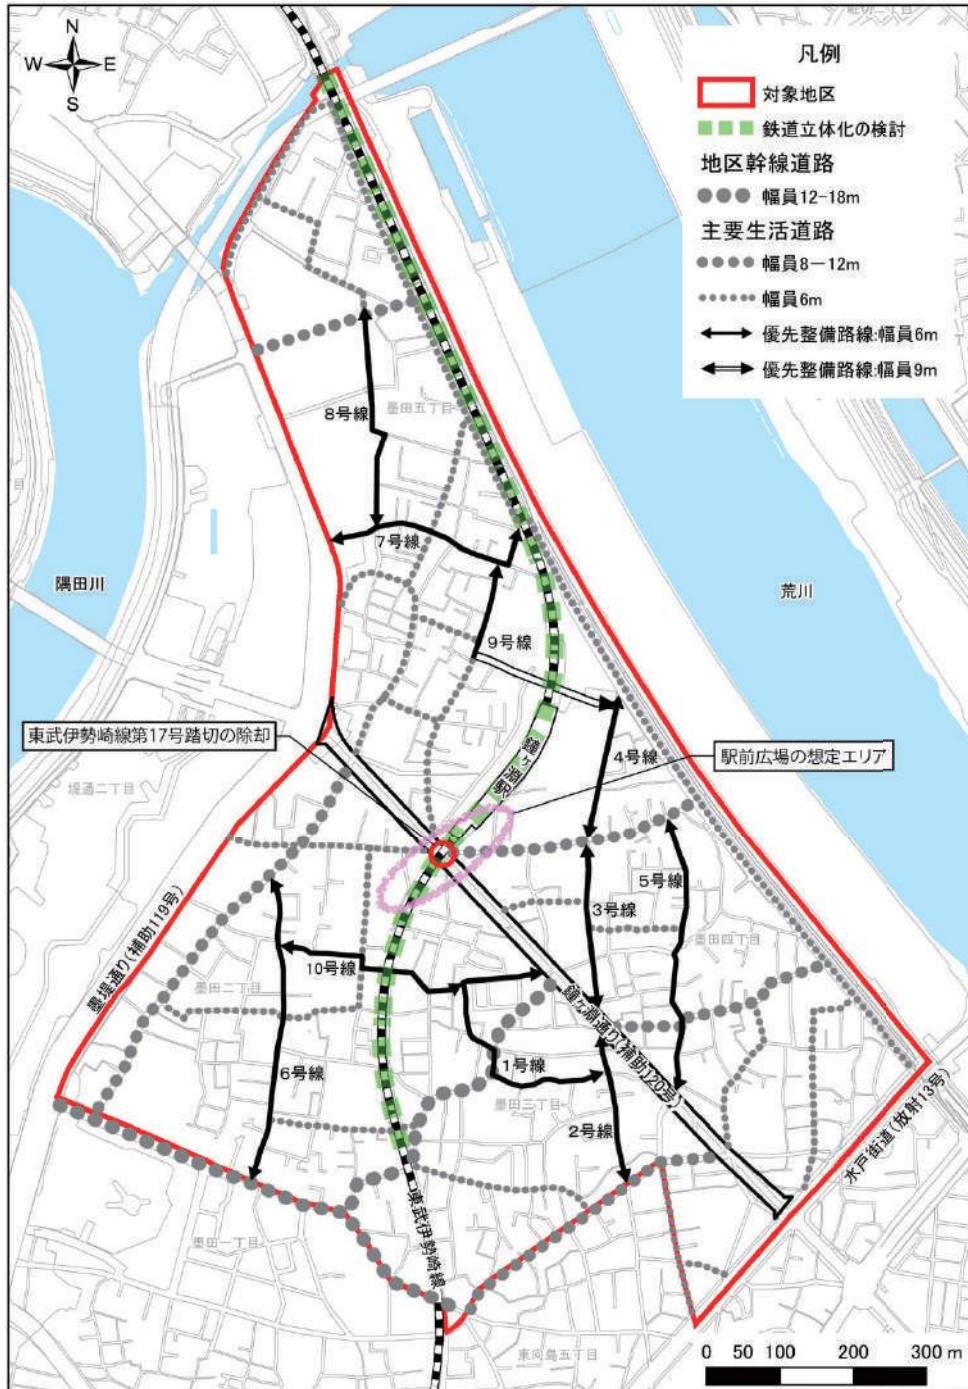 N
W
E
S
凡例
対象地区
鉄道立体化の検討
地区幹線道路
幅員12-18m
主要生活道路
幅員8－12m
幅員6m
優先整備路線:幅員6m
優先整備路線:幅員9m
墨田五丁目
8号線
7号線
隅田川
荒川
9号線
東武伊勢崎線第17号踏切の除却
鐘ヶ淵駅
4号線
駅前広場の想定エリア
堤通二丁目
5号線
墨堤通り(補助119号)
3号線
墨田四丁目
10号線
墨田二丁目
鐘ヶ淵通り(補助120号)
1号線
6号線
墨田三丁目
2号線
水戸街道(放射13号)
東武伊勢崎線
墨田一丁目
東向島五丁目
0 50 100 200 300 m